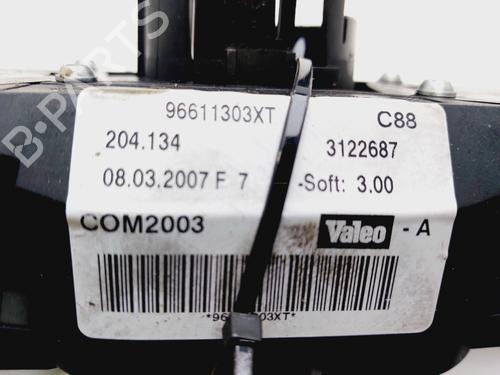 B-PARTS
96611303XT C88
204.134 3122687
08.03.2007 F 7 -Soft: 3.00
COM2003 Valeo - A